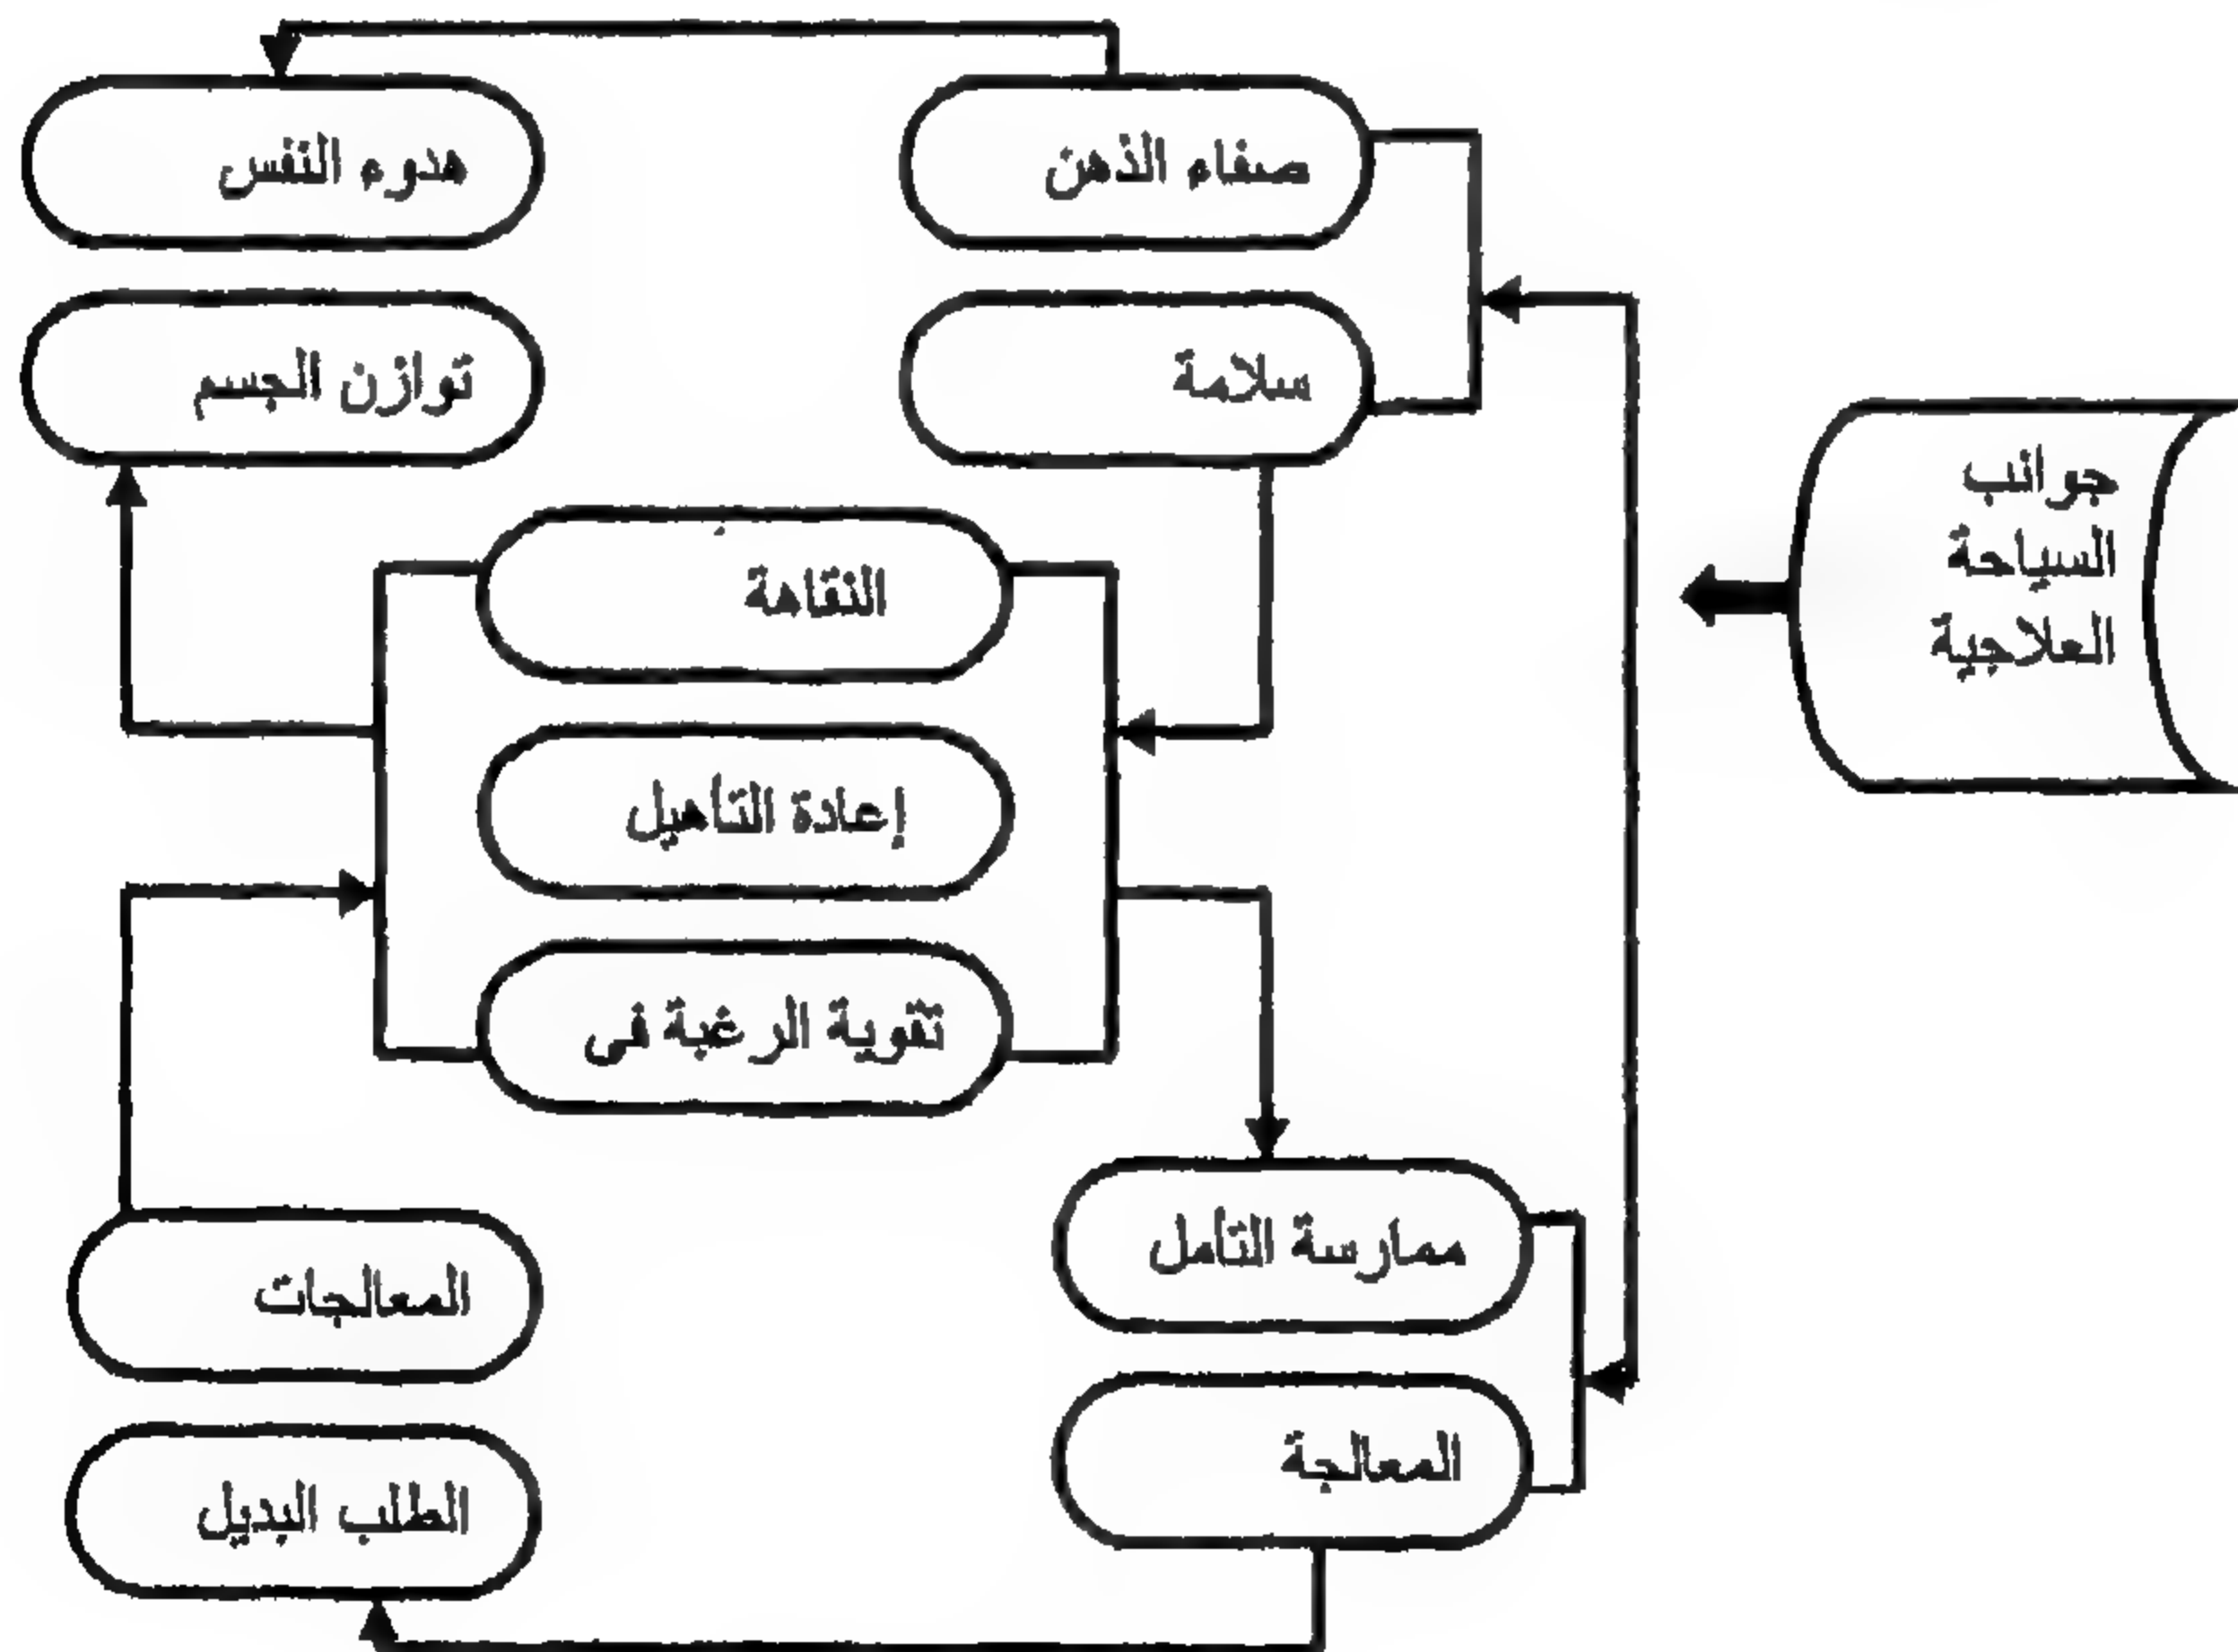 جوانب
السياحة
العلاجية
صفاء الذهن
هدوء النفس
سلامة
توازن الجسم
النقاهة
إعادة التأهيل
تقوية الرغبة فى
ممارسة التأمل
المعالجات
المعالجة
الطلب البديل